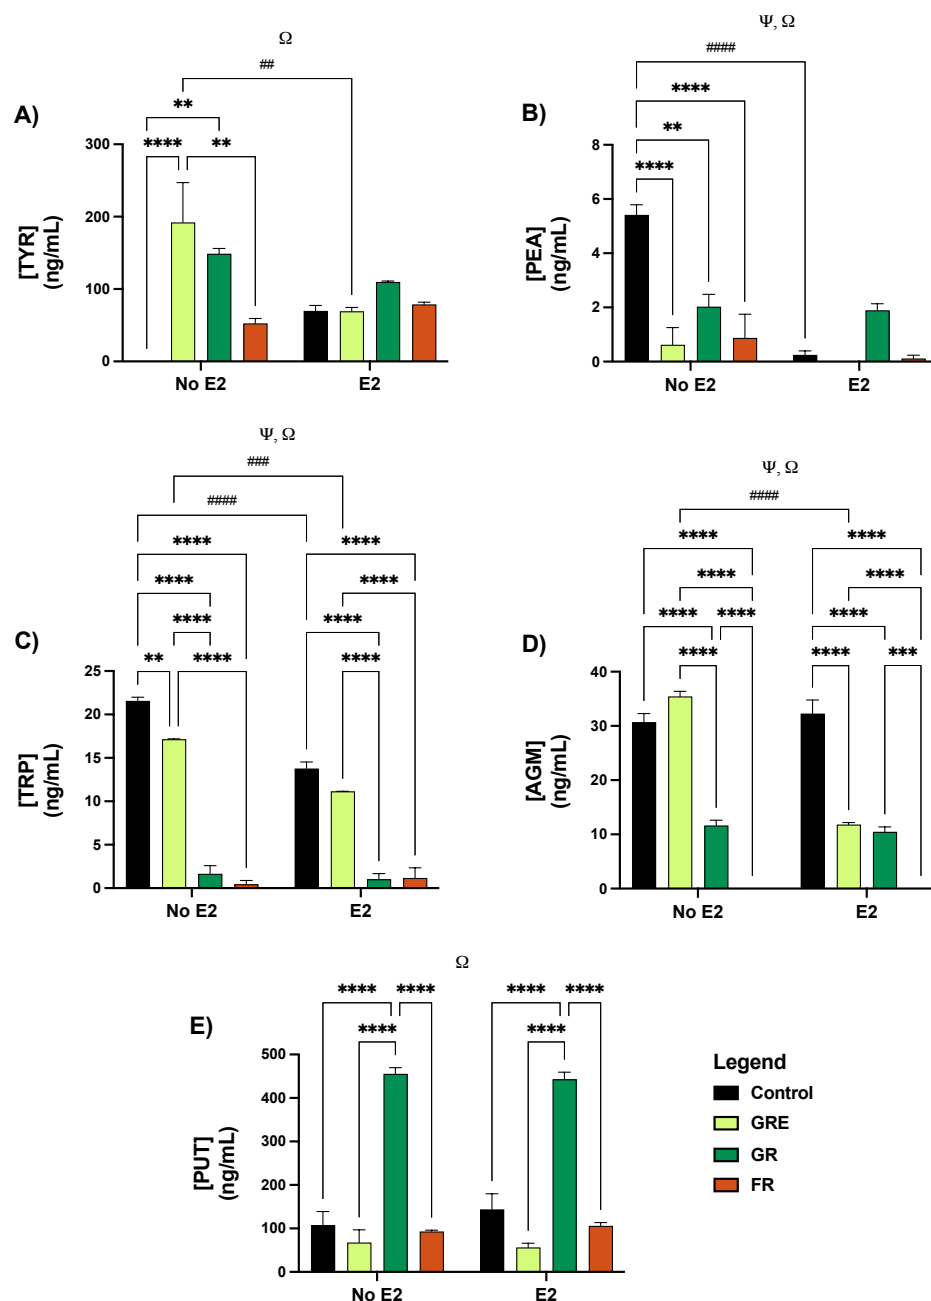 Ω
##
**
****
**
A)
300
200
100
0
[TYR]
(ng/mL)
No E2
E2
Ψ, Ω
####
****
**
****
B)
8
6
4
2
0
[PEA]
(ng/mL)
No E2
E2
Ψ, Ω
###
####
****
****
****
****
****
**
****
****
****
C)
25
20
15
10
5
0
[TRP]
(ng/mL)
No E2
E2
Ψ, Ω
####
****
****
****
****
****
****
****
****
****
***
D)
40
30
20
10
0
[AGM]
(ng/mL)
No E2
E2
Ω
****
****
****
****
****
****
E)
500
400
300
200
100
0
[PUT]
(ng/mL)
No E2
E2
Legend
Control
GRE
GR
FR